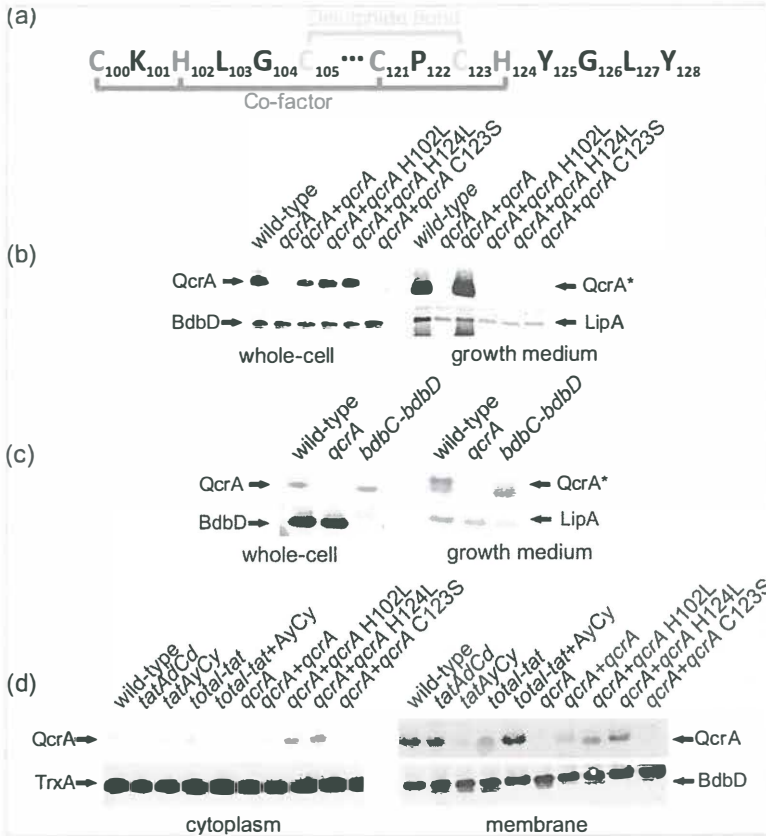 (a)
Disulphide bond
C100K101H102L103G104C105···C121P122C123H124Y125G126L127Y128
Co-factor
wild-type
qcrA
qcrA+qcrA
qcrA+qcrA H102L
qcrA+qcrA H124L
qcrA+qcrA C123S
wild-type
qcrA
qcrA+qcrA
qcrA+qcrA H102L
qcrA+qcrA H124L
qcrA+qcrA C123S
(b)
QcrA
QcrA*
BdbD
LipA
whole-cell
growth medium
wild-type
qcrA
bdbC-bdbD
wild-type
qcrA
bdbC-bdbD
(c)
QcrA
QcrA*
BdbD
LipA
whole-cell
growth medium
wild-type
tatAdCd
tatAyCy
total-tat
total-tat+AyCy
qcrA
qcrA+qcrA
qcrA+qcrA H102L
qcrA+qcrA H124L
qcrA+qcrA C123S
wild-type
tatAdCd
tatAyCy
total-tat
total-tat+AyCy
qcrA
qcrA+qcrA
qcrA+qcrA H102L
qcrA+qcrA H124L
qcrA+qcrA C123S
(d)
QcrA
QcrA
TrxA
BdbD
cytoplasm
membrane